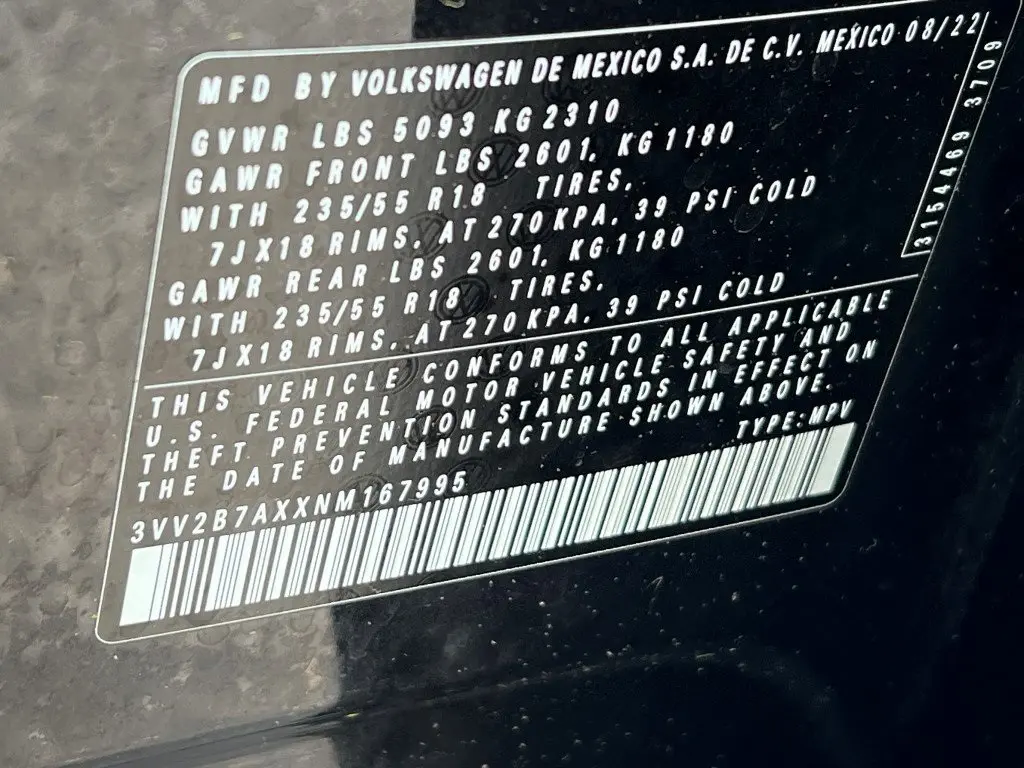 MFD BY VOLKSWAGEN DE MEXICO S.A. DE C.V. MÉXICO 08/22
GVWR LBS 5093 KG 2310
GAWR FRONT LBS 2601, KG 1180
WITH 235/55 R18 TIRES,
7JX18 RIMS, AT 270 KPA, 39 PSI COLD
GAWR REAR LBS 2601, KG 1180
WITH 235/55 R18 TIRES,
7JX18 RIMS, AT 270 KPA, 39 PSI COLD
THIS VEHICLE CONFORMS TO ALL APPLICABLE
U.S. FEDERAL MOTOR VEHICLE SAFETY AND
THEFT PREVENTION STANDARDS IN EFFECT ON
THE DATE OF MANUFACTURE SHOWN ABOVE.
TYPE: MPV
3VV2B7AXXNM167995
3154469 3709